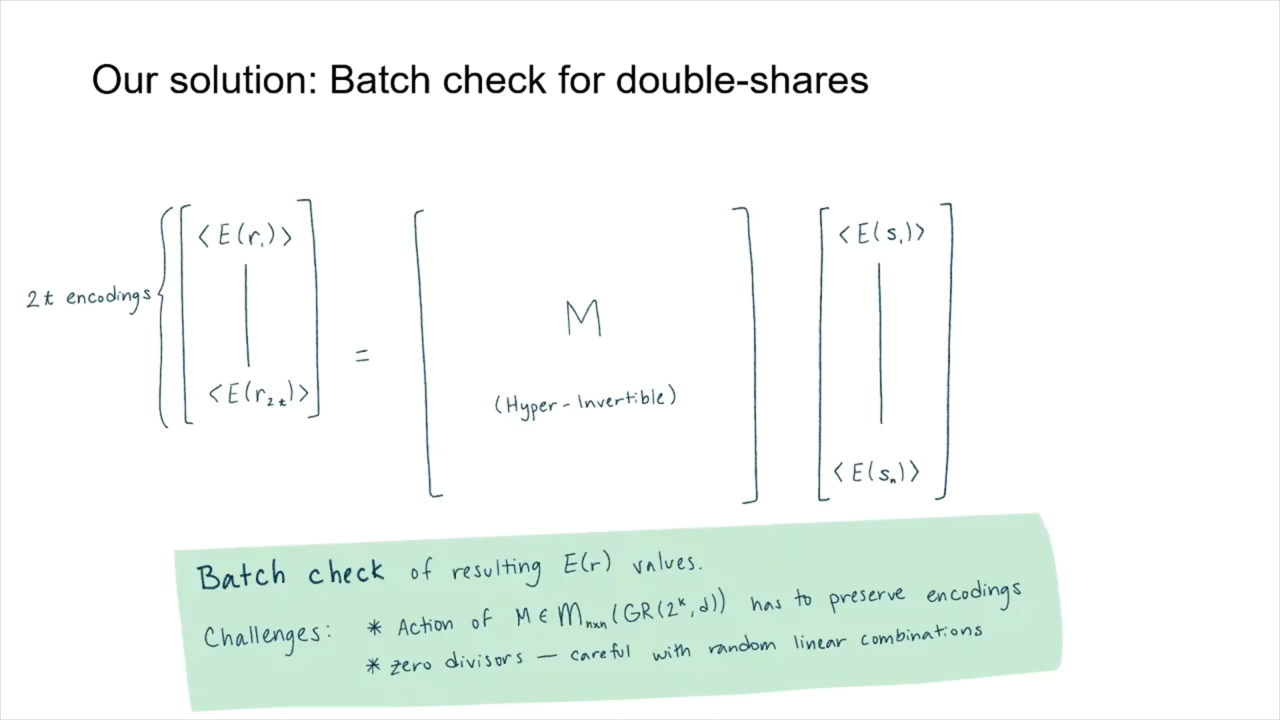 Our solution: Batch check for double-shares
2t encodings
<E(r₁)>
<E(r₂ₜ)>
=
M
(Hyper-Invertible)
<E(s₁)>
<E(sₙ)>
Batch check of resulting E(r) values.
Challenges: * Action of M ∈ Mₙₓₙ(GR(2ᵏ,d)) has to preserve encodings
* zero divisors — careful with random linear combinations